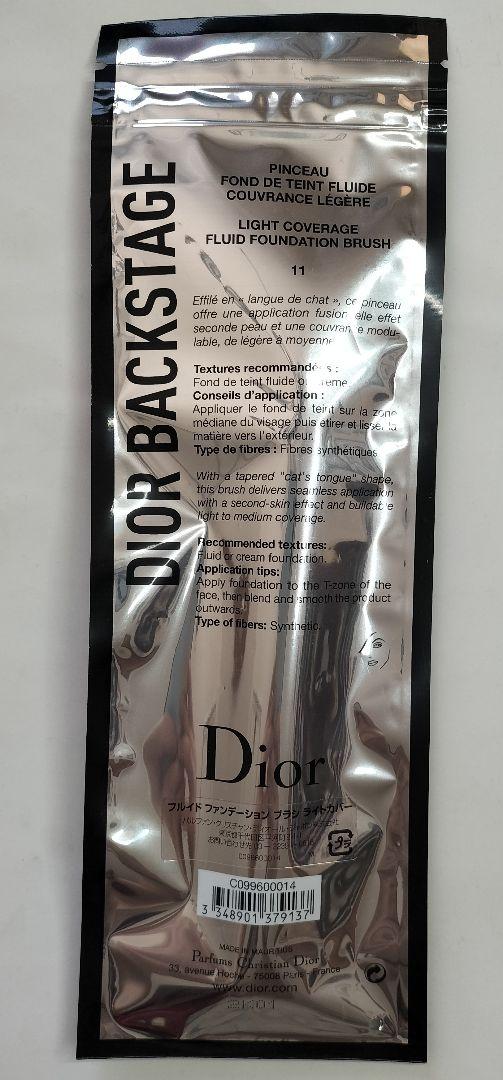 DIOR BACKSTAGE
PINCEAU
FOND DE TEINT FLUIDE
COUVRANCE LÉGÈRE
LIGHT COVERAGE
FLUID FOUNDATION BRUSH
11
Effilé en « langue de chat », ce pinceau
offre une application fusionnelle effet
seconde peau et une couvrance modu-
lable, de légère à moyenne.
Textures recommandées :
Fond de teint fluide ou crème.
Conseils d'application :
Appliquer le fond de teint sur la zone
médiane du visage puis étirer et lisser la
matière vers l'extérieur.
Type de fibres : Fibres synthétiques.
With a tapered "cat's tongue" shape,
this brush delivers seamless application
with a second-skin effect and buildable
light to medium coverage.
Recommended textures:
Fluid or cream foundation.
Application tips:
Apply foundation to the T-zone of the
face, then blend and smooth the product
outwards.
Type of fibers: Synthetic.
Dior
フルイド ファンデーション ブラシ ライトカバー
プラ
C099600014
C099600014
3 348901 379137
MADE IN MAURITIUS
Parfums Christian Dior
33, avenue Hoche - 75008 Paris - France
www.dior.com